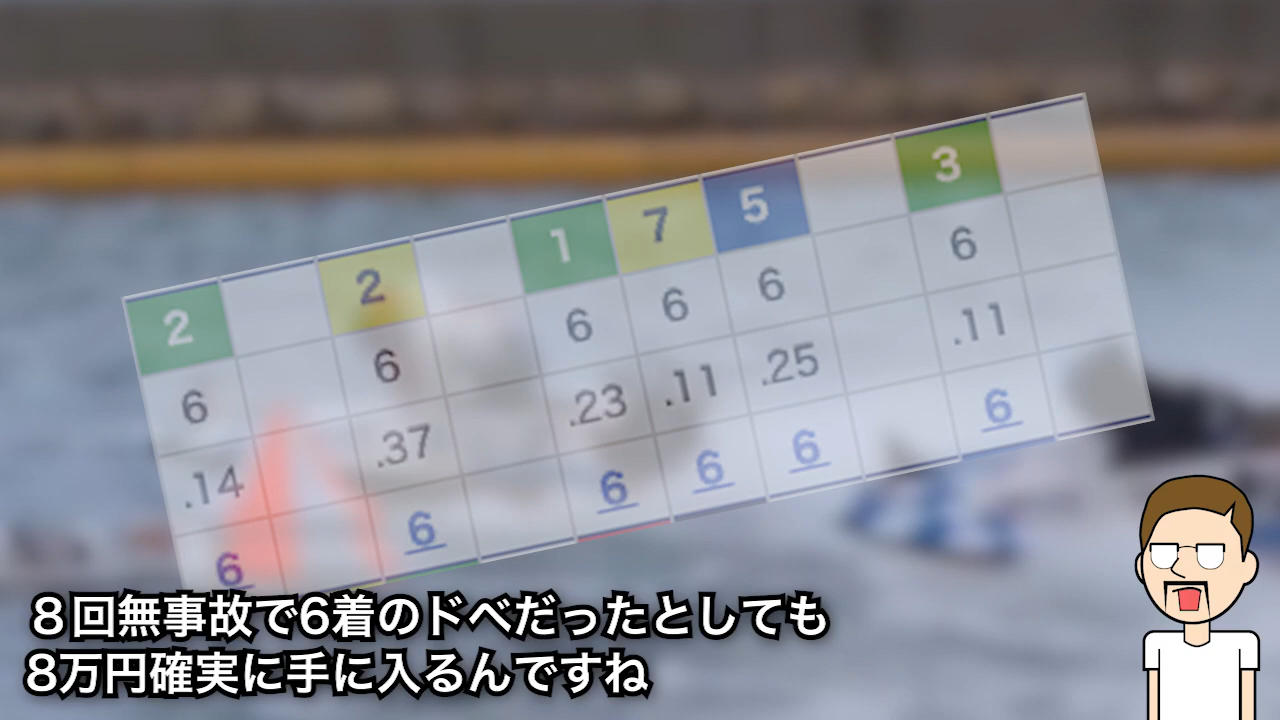 2 2 1 7 5 3
6 6 6 6 6 6
.14 .37 .23 .11 .25 .11
6 6 6 6 6 6
８回無事故で6着のドベだったとしても
8万円確実に手に入るんですね